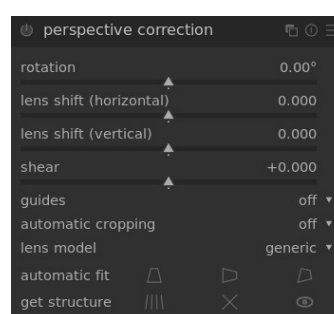 perspective correction
rotation 0.00°
lens shift (horizontal) 0.000
lens shift (vertical) 0.000
shear +0.000
guides off
automatic cropping off
lens model generic
automatic fit
get structure